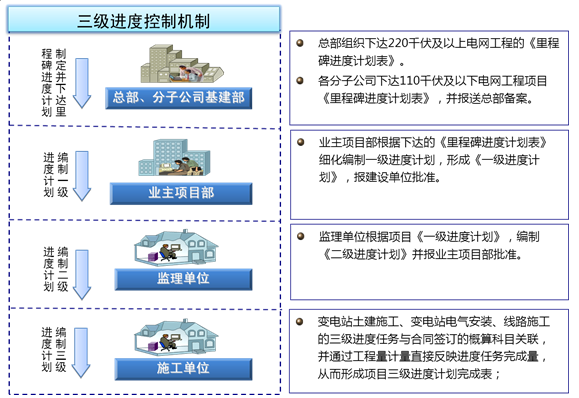 三级进度控制机制
制定并下达里
程碑进度计划
总部、分子公司基建部
总部组织下达220千伏及以上电网工程的《里程
碑进度计划表》。
各分子公司下达110千伏及以下电网工程项目
《里程碑进度计划表》,并报送总部备案。
编制一级
进度计划
业主项目部
业主项目部根据下达的《里程碑进度计划表》
细化编制一级进度计划,形成《一级进度计
划》,报建设单位批准。
编制二级
进度计划
监理单位
监理单位根据项目《一级进度计划》,编制
《二级进度计划》并报业主项目部批准。
编制三级
进度计划
施工单位
变电站土建施工、变电站电气安装、线路施工
的三级进度任务与合同签订的概算科目关联,
并通过工程量计量直接反映进度任务完成量,
从而形成项目三级进度计划完成表;